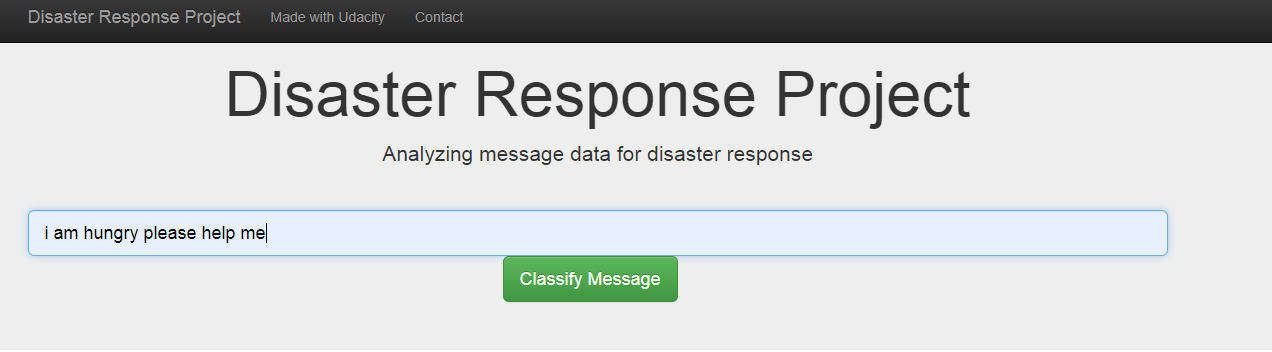 Disaster Response Project Made with Udacity Contact
Disaster Response Project
Analyzing message data for disaster response
i am hungry please help me
Classify Message